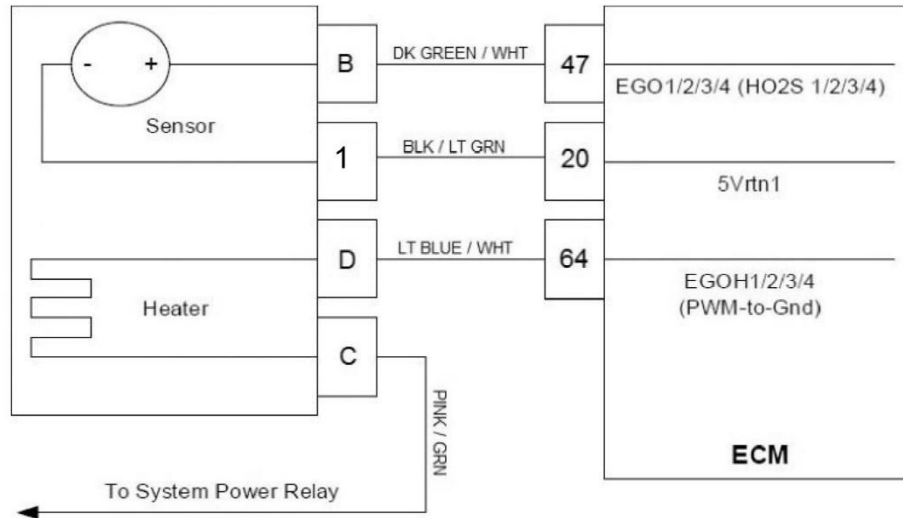 - +
Sensor
B
DK GREEN / WHT
47
EGO1/2/3/4 (HO2S 1/2/3/4)
1
BLK / LT GRN
20
5Vrtn1
D
LT BLUE / WHT
64
EGOH1/2/3/4
(PWM-to-Gnd)
Heater
C
PINK / GRN
ECM
To System Power Relay